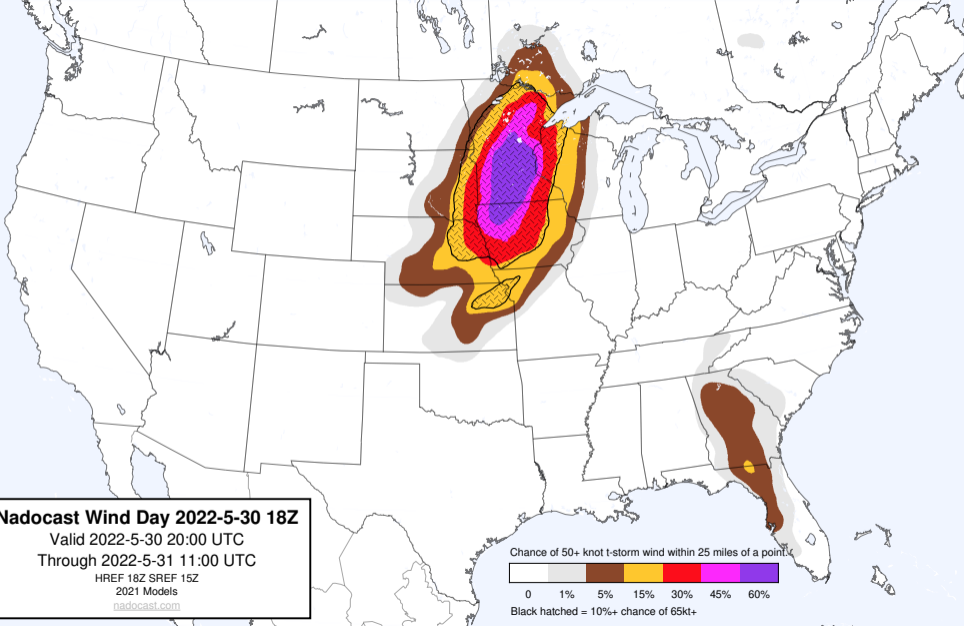 Nadocast Wind Day 2022-5-30 18Z
Valid 2022-5-30 20:00 UTC
Through 2022-5-31 11:00 UTC
HREF 18Z SREF 15Z
2021 Models
nadocast.com
Chance of 50+ knot t-storm wind within 25 miles of a point.
0 1% 5% 15% 30% 45% 60%
Black hatched = 10%+ chance of 65kt+